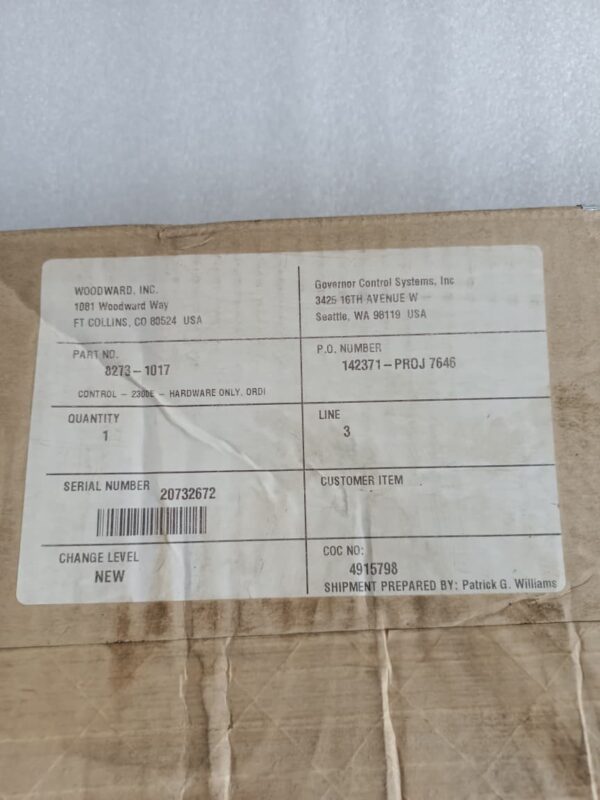 WOODWARD, INC.
1081 Woodward Way
FT COLLINS, CO 80524 USA
Governor Control Systems, Inc
3425 16TH AVENUE W
Seattle, WA 98119 USA
PART NO.
8273-1017
CONTROL - 2300E - HARDWARE ONLY, ORDI
P.O. NUMBER
142371-PROJ 7646
QUANTITY
1
LINE
3
SERIAL NUMBER 20732672
CUSTOMER ITEM
CHANGE LEVEL
NEW
COC NO:
4915798
SHIPMENT PREPARED BY: Patrick G. Williams